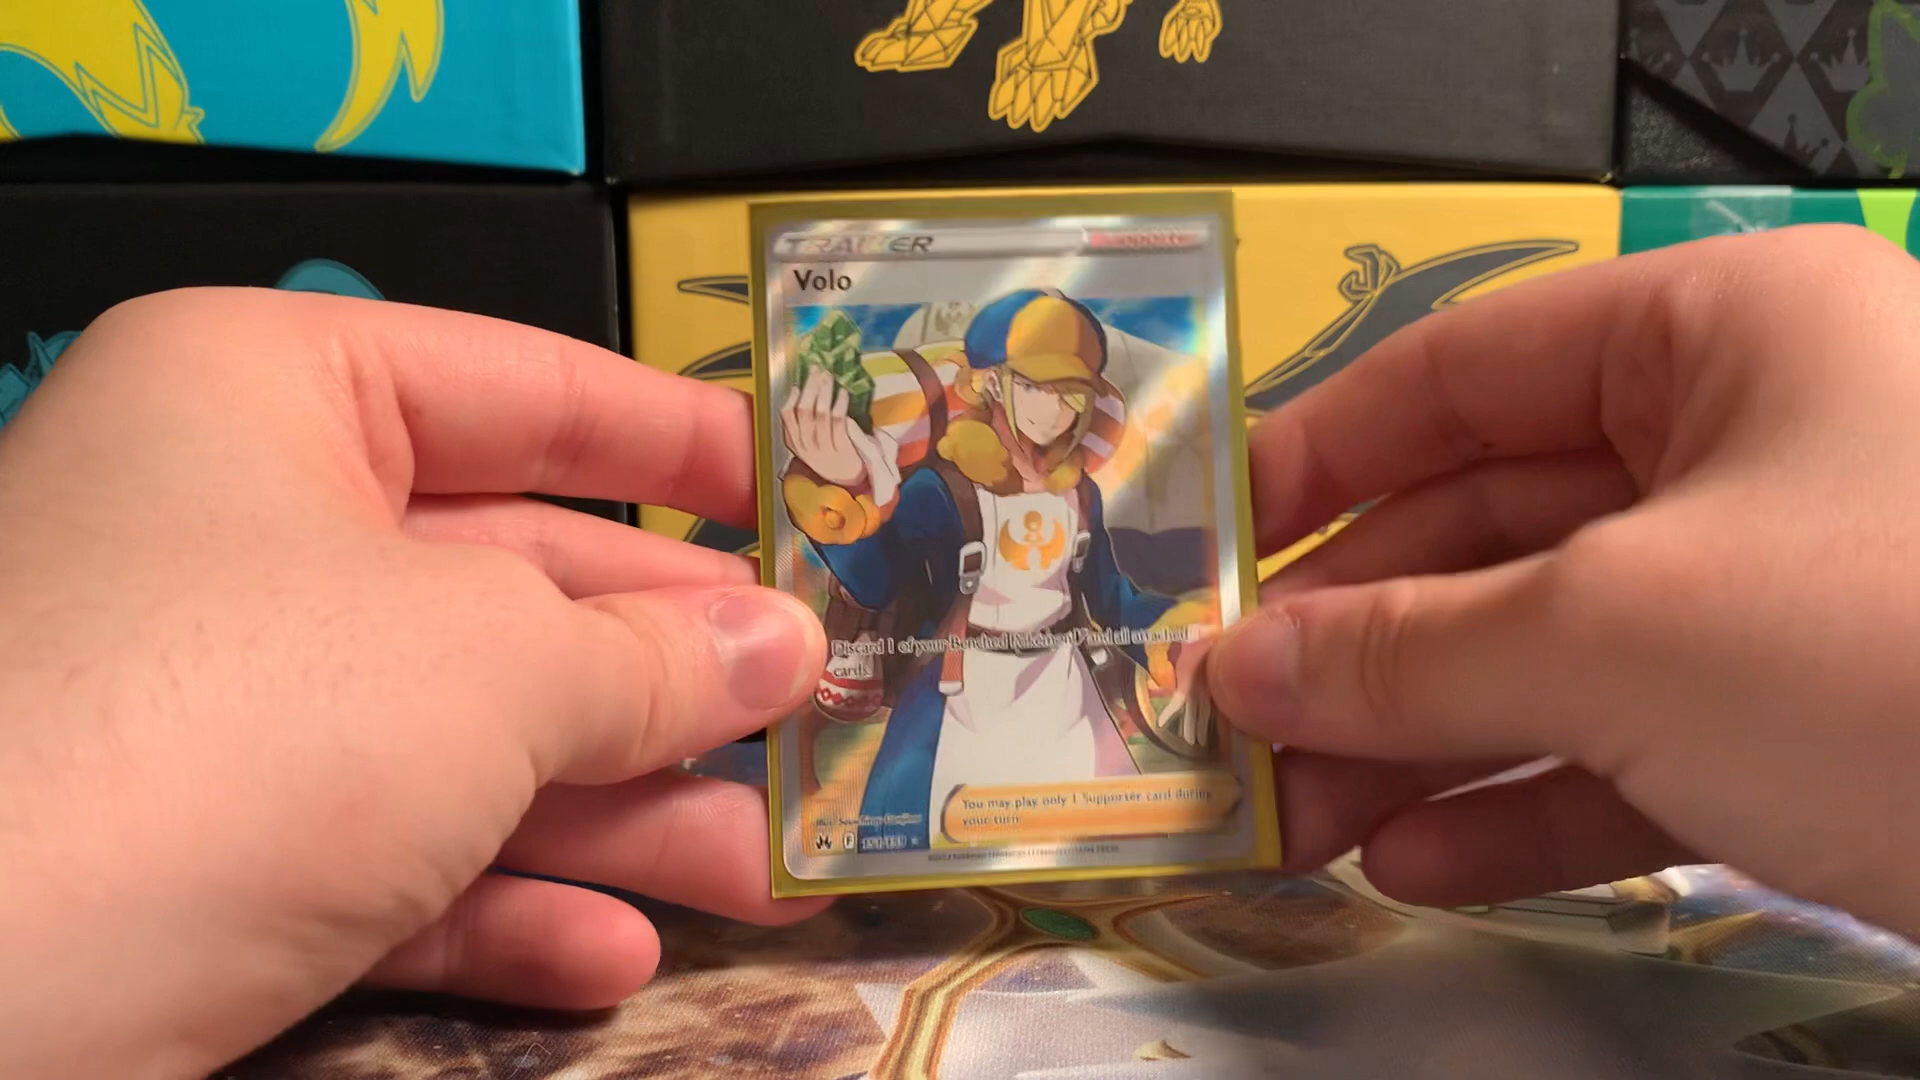 TRAINER
Supporter
Volo
Discard 1 of your Benched Pokémon V and all attached
cards.
You may play only 1 Supporter card during
your turn.
F